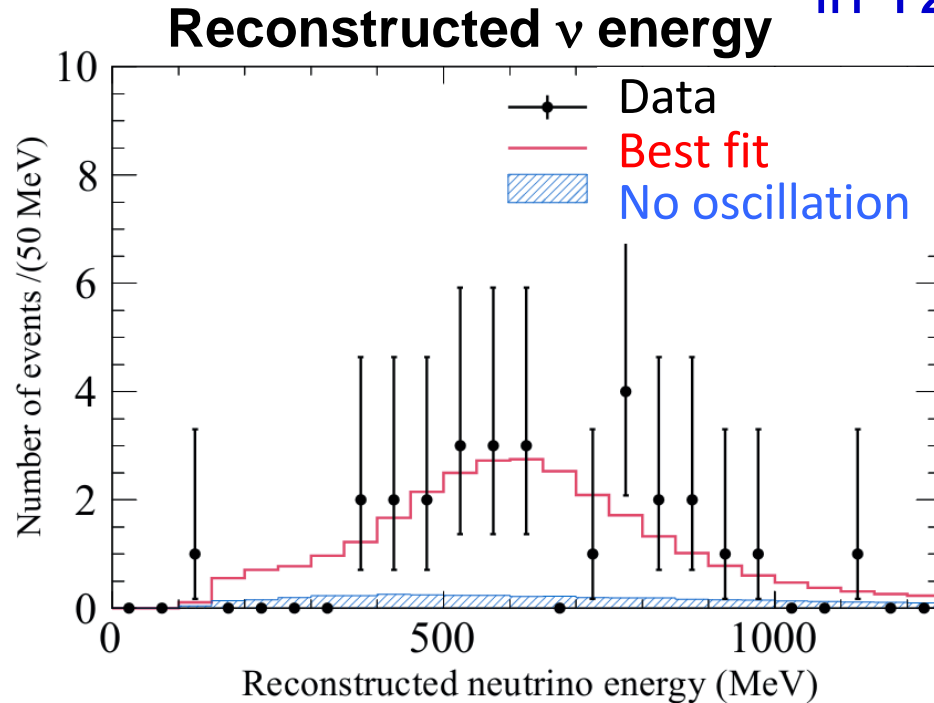 Reconstructed ν energy
Data
Best fit
No oscillation
10
8
6
4
2
0
Number of events /(50 MeV)
0 500 1000
Reconstructed neutrino energy (MeV)